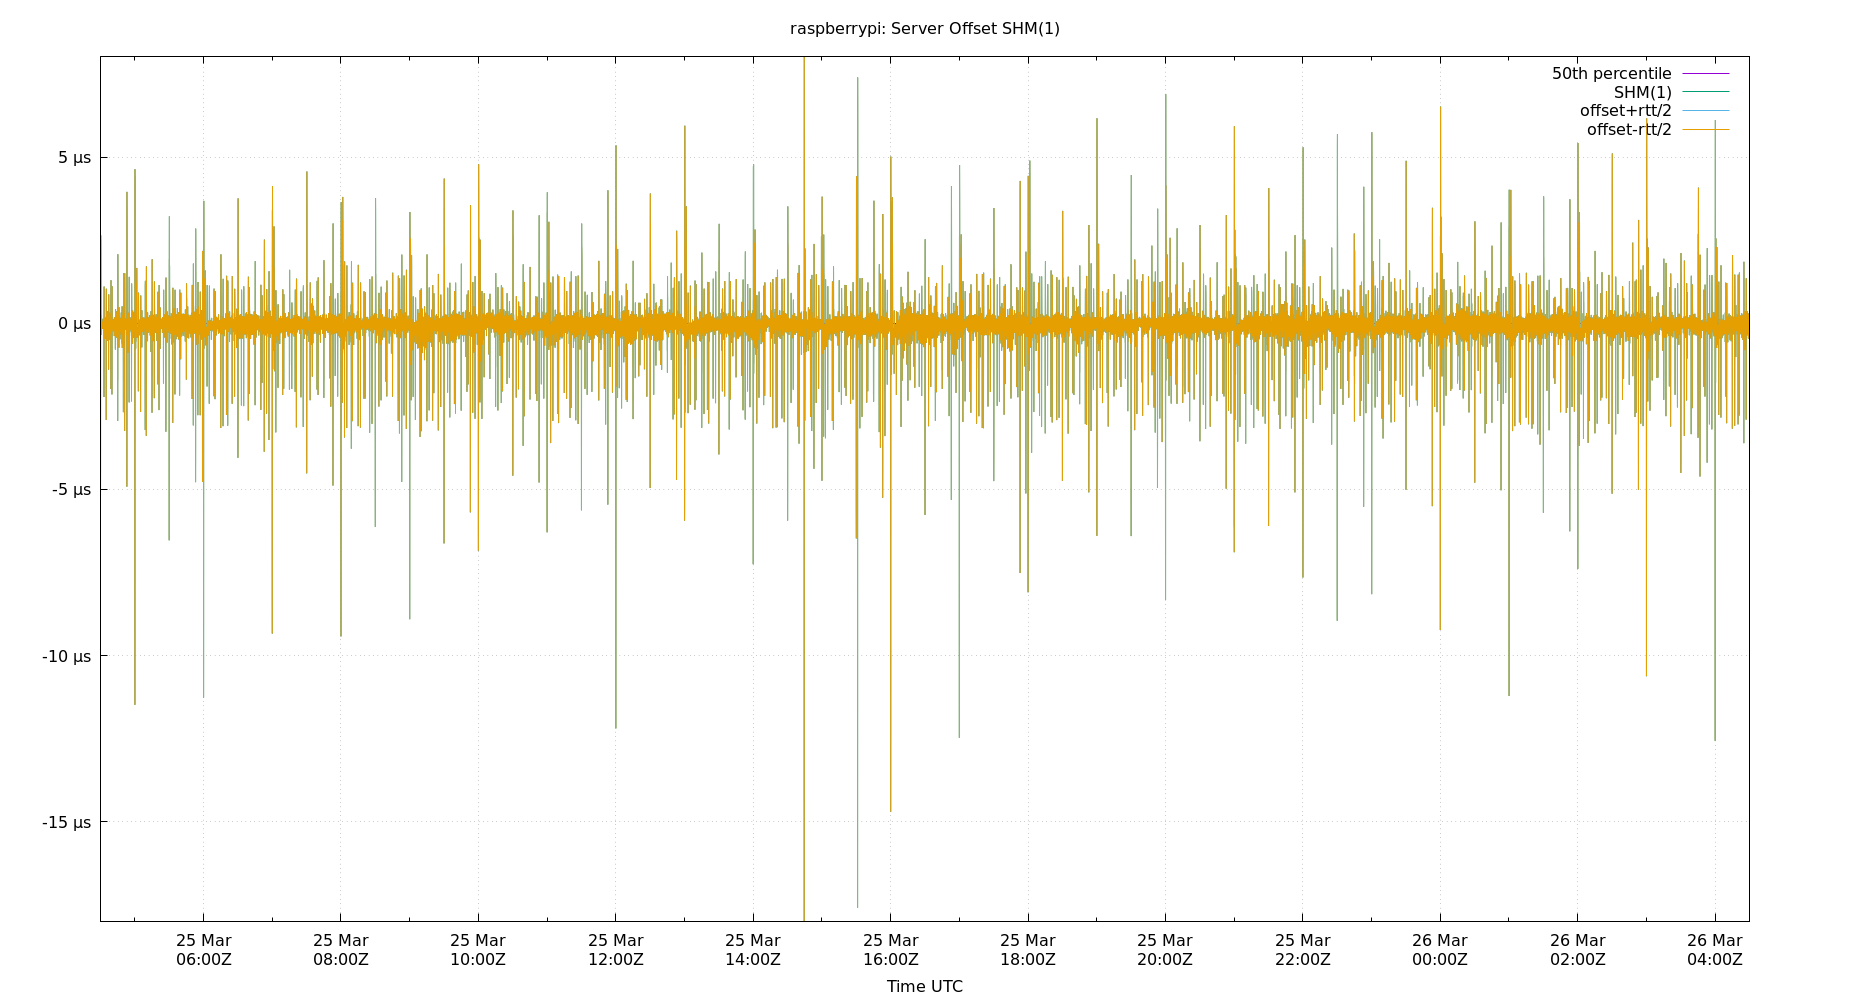 raspberrypi: Server Offset SHM(1)
50th percentile
SHM(1)
offset+rtt/2
offset-rtt/2
5 µs
0 µs
-5 µs
-10 µs
-15 µs
25 Mar 25 Mar 25 Mar 25 Mar 25 Mar 25 Mar 25 Mar 25 Mar 25 Mar 26 Mar 26 Mar 26 Mar
06:00Z 08:00Z 10:00Z 12:00Z 14:00Z 16:00Z 18:00Z 20:00Z 22:00Z 00:00Z 02:00Z 04:00Z
Time UTC